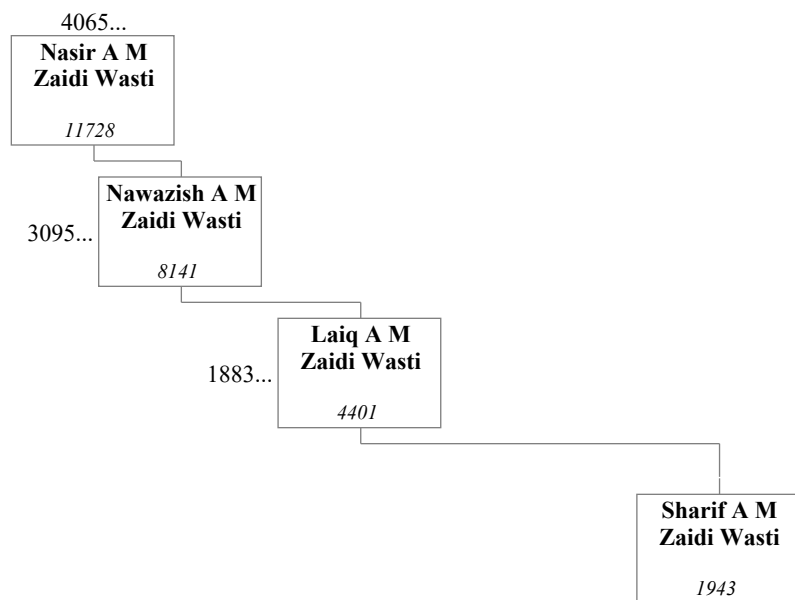 4065...
Nasir A M
Zaidi Wasti
11728
Nawazish A M
Zaidi Wasti
3095...
8141
Laiq A M
Zaidi Wasti
1883...
4401
Sharif A M
Zaidi Wasti
1943